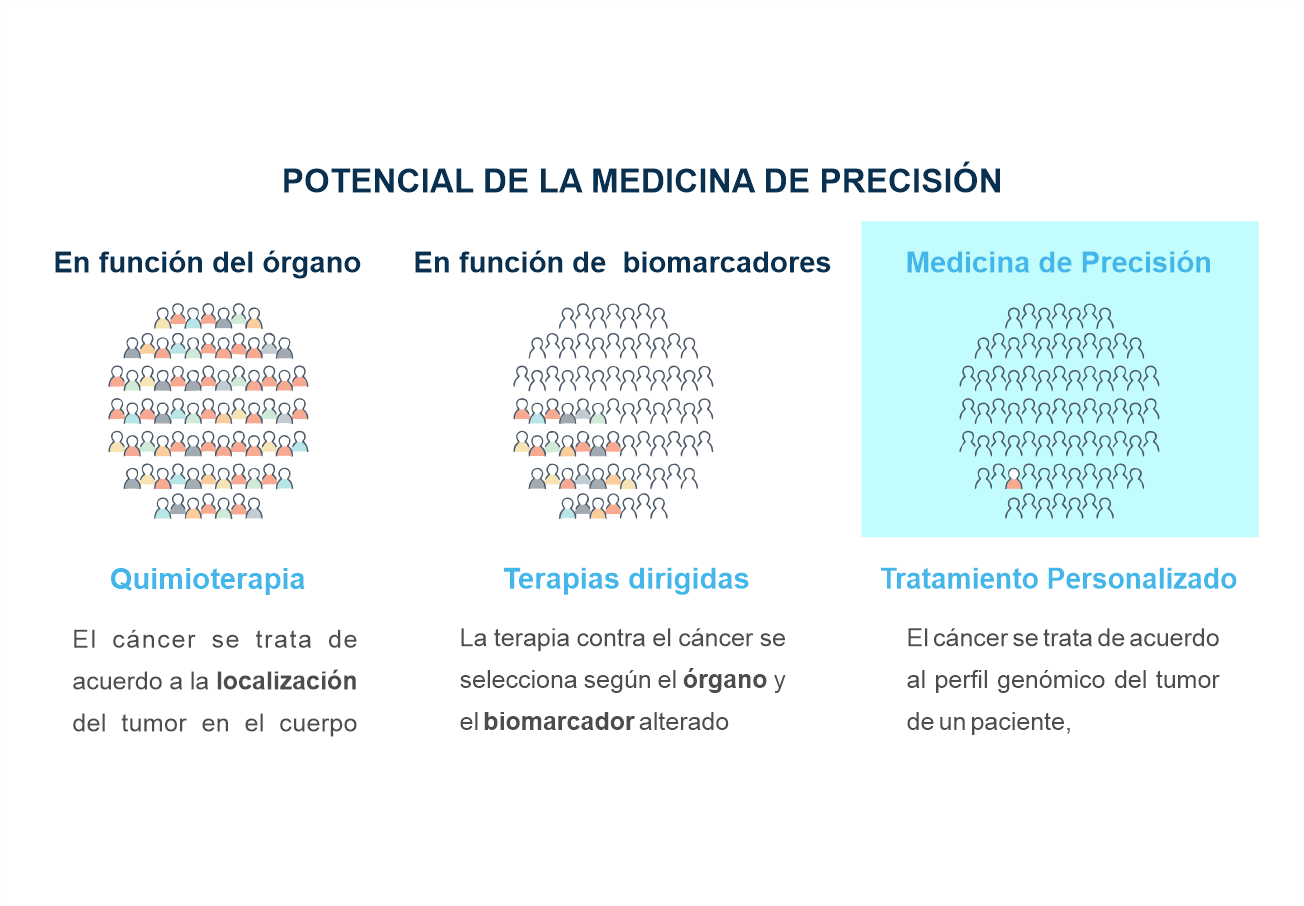 POTENCIAL DE LA MEDICINA DE PRECISIÓN
En función del órgano
En función de biomarcadores
Medicina de Precisión
Quimioterapia
El cáncer se trata de
acuerdo a la localización
del tumor en el cuerpo
Terapias dirigidas
La terapia contra el cáncer se
selecciona según el órgano y
el biomarcador alterado
Tratamiento Personalizado
El cáncer se trata de acuerdo
al perfil genómico del tumor
de un paciente,